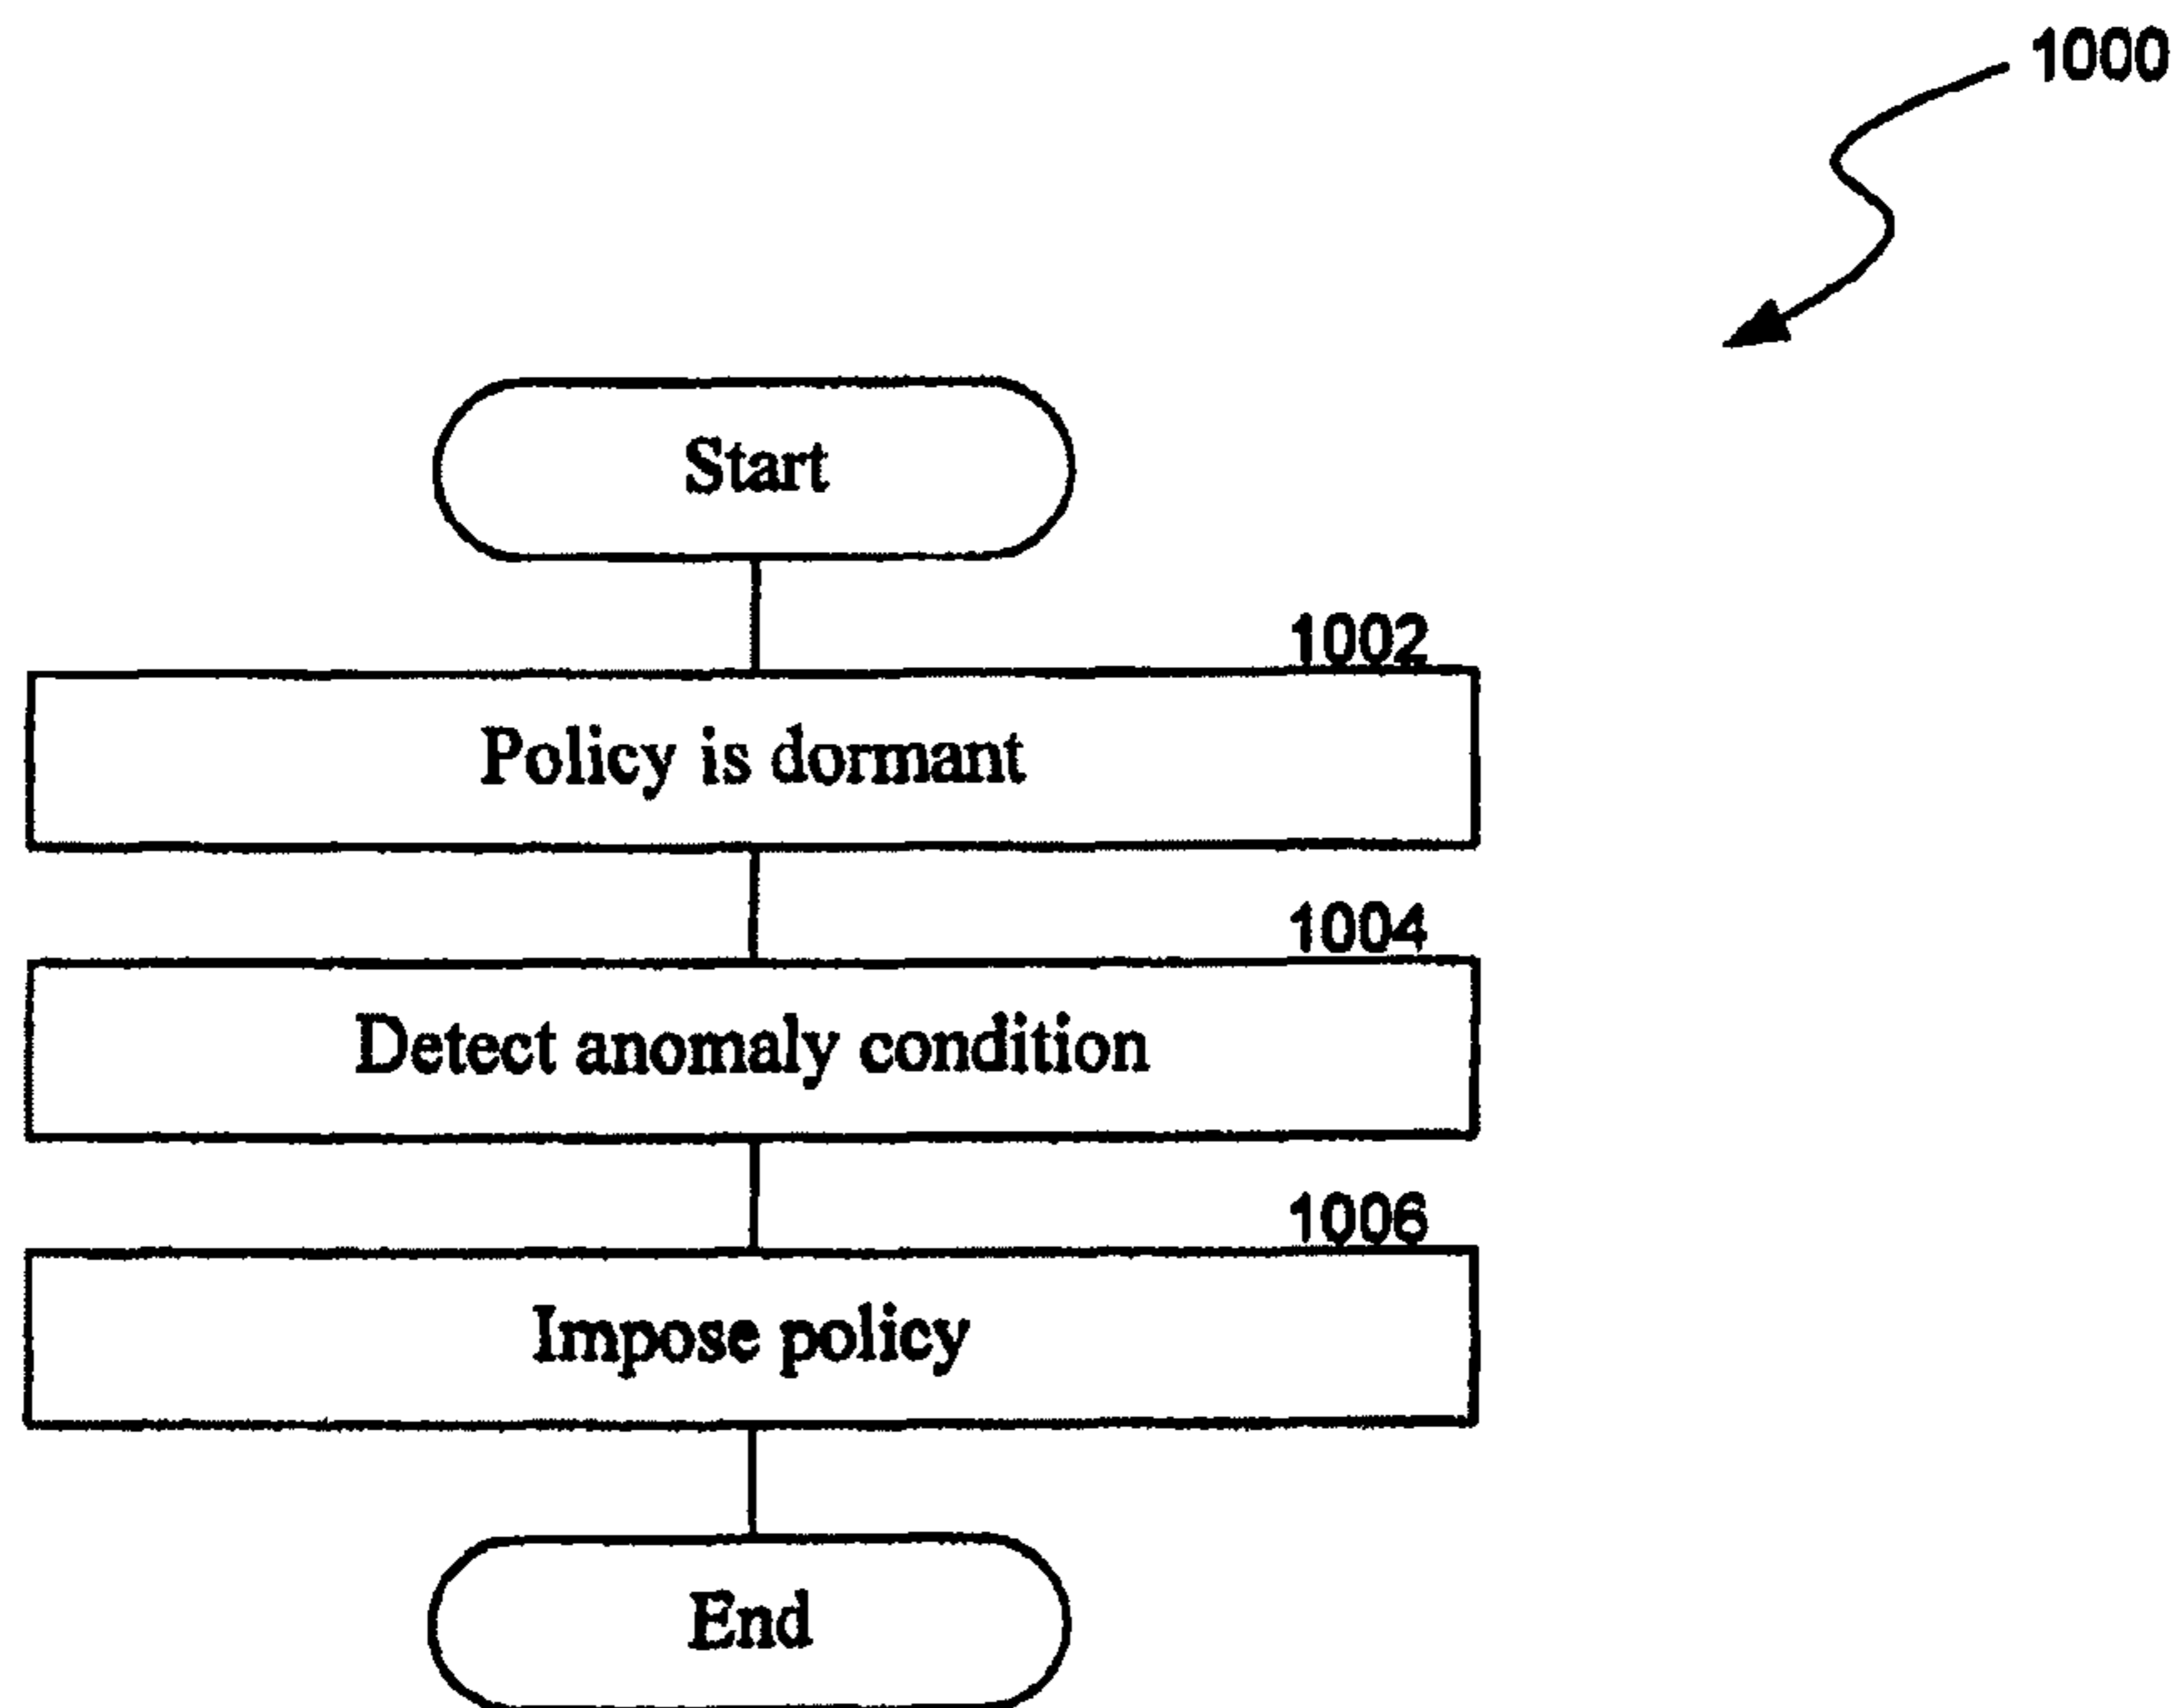 1000
Start
1002
Policy is dormant
1004
Detect anomaly condition
1006
Impose policy
End